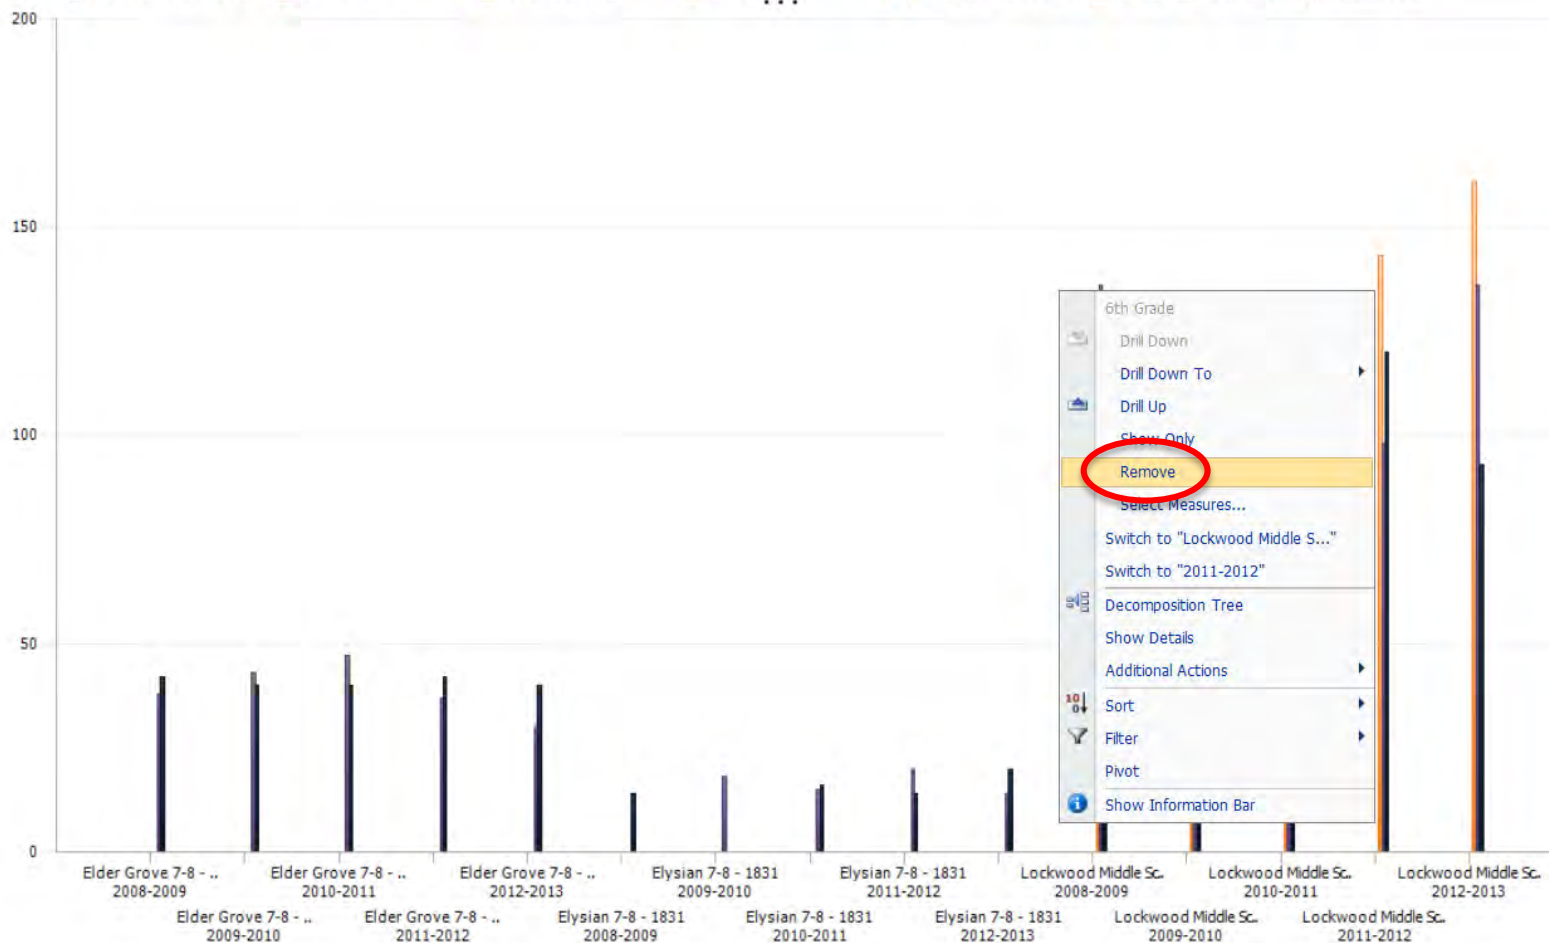 200
150
100
50
0
6th Grade
Drill Down
Drill Down To
Drill Up
Show Only
Remove
Select Measures...
Switch to "Lockwood Middle S..."
Switch to "2011-2012"
Decomposition Tree
Show Details
Additional Actions
Sort
Filter
Pivot
Show Information Bar
Elder Grove 7-8 - .. Elder Grove 7-8 - .. Elder Grove 7-8 - .. Elysian 7-8 - 1831 Elysian 7-8 - 1831 Lockwood Middle Sc.. Lockwood Middle Sc.. Lockwood Middle Sc..
2008-2009 2010-2011 2012-2013 2009-2010 2011-2012 2008-2009 2010-2011 2012-2013
Elder Grove 7-8 - .. Elder Grove 7-8 - .. Elysian 7-8 - 1831 Elysian 7-8 - 1831 Elysian 7-8 - 1831 Lockwood Middle Sc.. Lockwood Middle Sc..
2009-2010 2011-2012 2008-2009 2010-2011 2012-2013 2009-2010 2011-2012